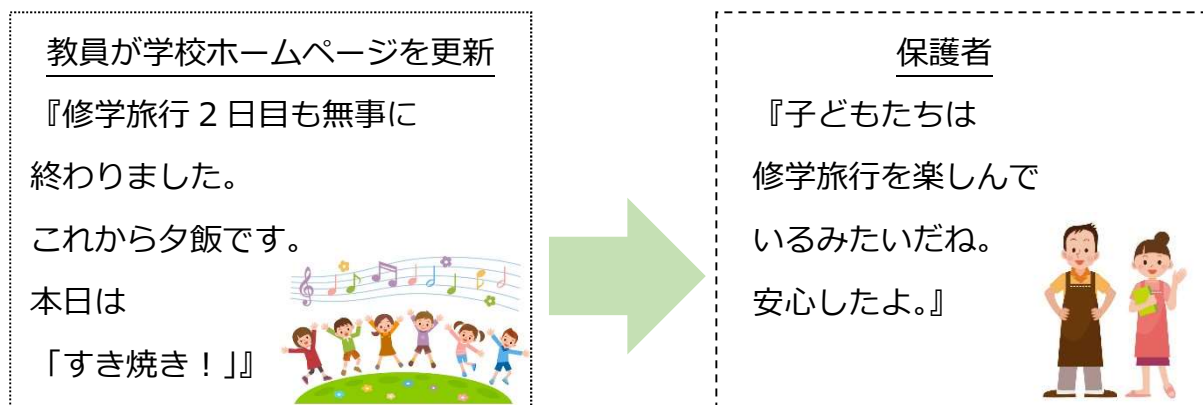 教員が学校ホームページを更新
『修学旅行２日目も無事に
終わりました。
これから夕飯です。
本日は
「すき焼き！」』
保護者
『子どもたちは
修学旅行を楽しんで
いるみたいだね。
安心したよ。』